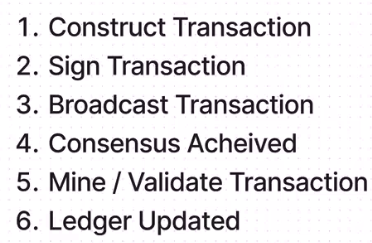 1. Construct Transaction
2. Sign Transaction
3. Broadcast Transaction
4. Consensus Acheived
5. Mine / Validate Transaction
6. Ledger Updated